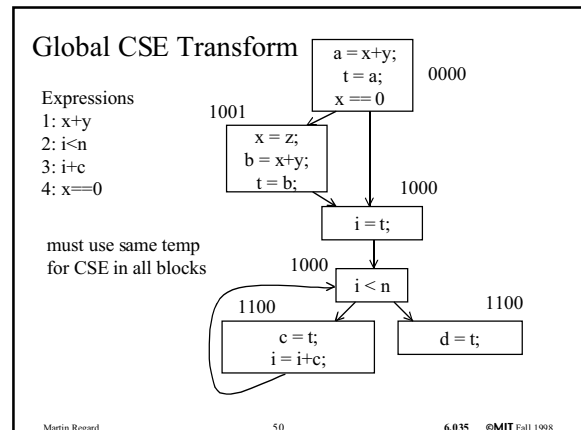 Global CSE Transform
a = x+y;
t = a;
x == 0
0000
Expressions
1: x+y
2: i<n
3: i+c
4: x==0
1001
x = z;
b = x+y;
t = b;
1000
i = t;
must use same temp
for CSE in all blocks
1000
i < n
1100
c = t;
i = i+c;
1100
d = t;
Martin Regard
50
6.035 ©MIT Fall 1998